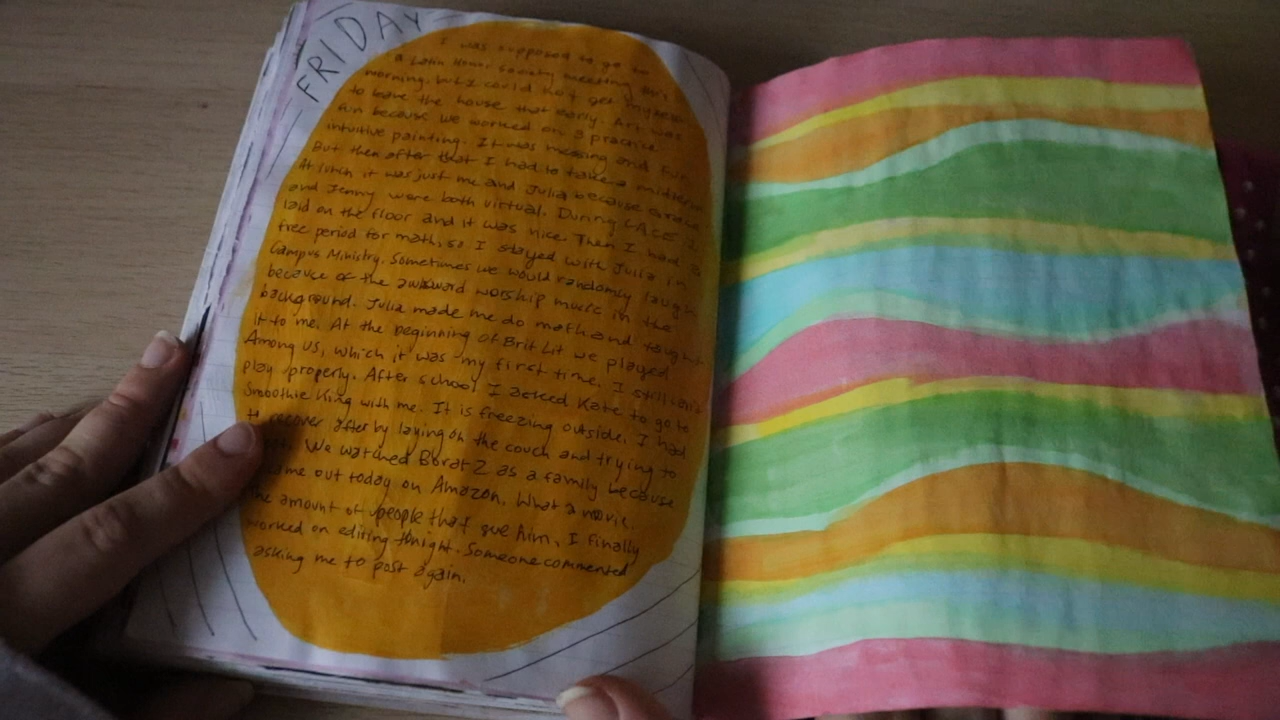 FRIDAY
I was supposed to go to
a Latin Honor Society meeting this
morning, but I could not get myself
to leave the house that early. Art was
fun because we worked on a practice
intuitive painting. It was messing and fun.
But then after that I had to take a midterm.
At lunch it was just me and Julia because
and Jenny were both virtual. During I
laid on the floor and it was nice. Then I had a
free period for math, so I stayed with Julia in
Campus Ministry. Sometimes we would randomly laugh
because of the awkward worship music in the
background. Julia made me do math and taught
it to me. At the beginning of Brit Lit we played
Among us, which it was my first time. I still can't
play properly. After school I asked Kate to go to
Smoothie King with me. It is freezing outside. I had
to recover after by laying on the couch and trying to
We watched Borat 2 as a family because
came out today on Amazon. What a movie.
the amount of people that sue him. I finally
worked on editing tonight. Someone commented
asking me to post again.